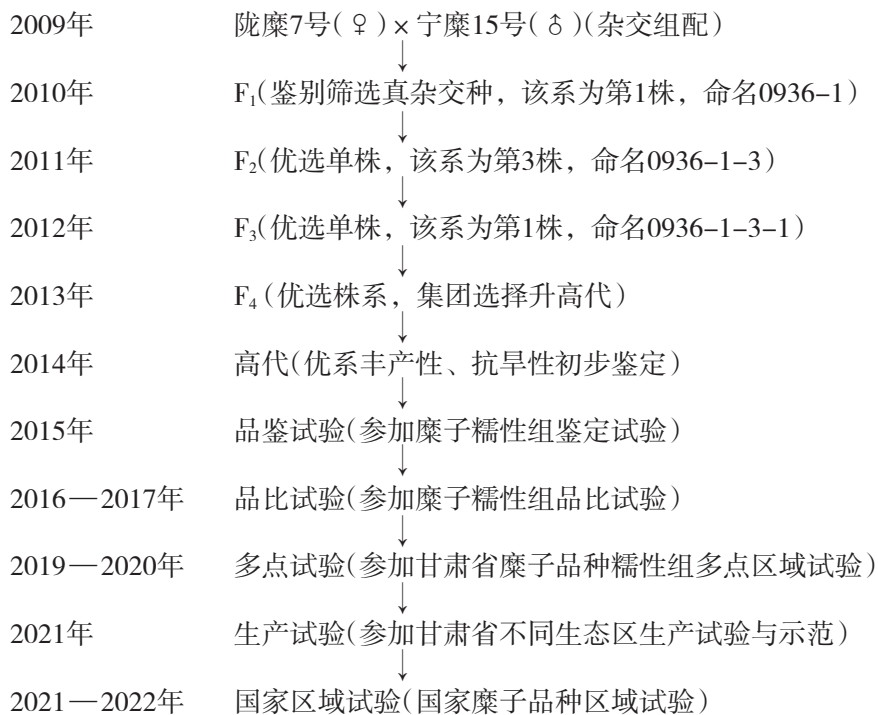 2009年 陇糜7号(♀)×宁糜15号(♂)(杂交组配)
2010年 F₁(鉴别筛选真杂交种，该系为第1株，命名0936-1)
2011年 F₂(优选单株，该系为第3株，命名0936-1-3)
2012年 F₃(优选单株，该系为第1株，命名0936-1-3-1)
2013年 F₄(优选株系，集团选择升高代)
2014年 高代(优系丰产性、抗旱性初步鉴定)
2015年 品鉴试验(参加糜子糯性组鉴定试验)
2016—2017年 品比试验(参加糜子糯性组品比试验)
2019—2020年 多点试验(参加甘肃省糜子品种糯性组多点区域试验)
2021年 生产试验(参加甘肃省不同生态区生产试验与示范)
2021—2022年 国家区域试验(国家糜子品种区域试验)